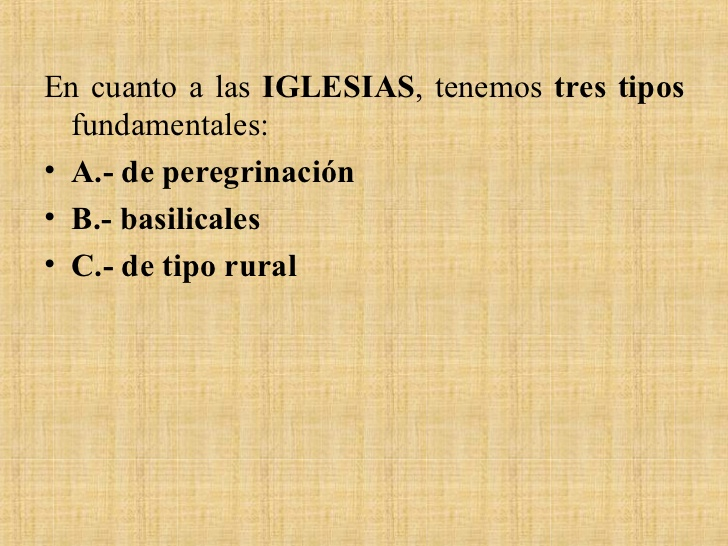 En cuanto a las IGLESIAS, tenemos tres tipos
fundamentales:
• A.- de peregrinación
• B.- basilicales
• C.- de tipo rural